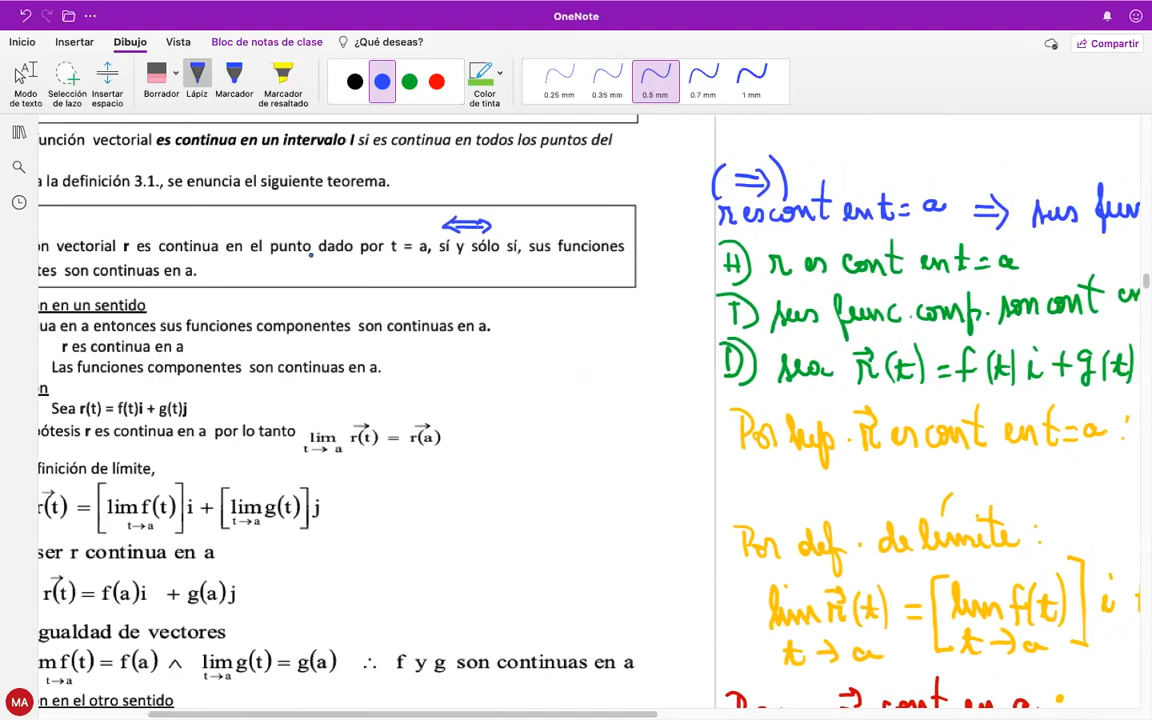 OneNote
Inicio Insertar Dibujo Vista Bloc de notas de clase ¿Qué deseas? Compartir
Modo de texto Selección de lazo Insertar espacio Borrador Lápiz Marcador Marcador de resaltado Color de tinta 0.25 mm 0.35 mm 0.5 mm 0.7 mm 1 mm
unción vectorial es continua en un intervalo I si es continua en todos los puntos del
a la definición 3.1., se enuncia el siguiente teorema.
⇔
on vectorial r es continua en el punto dado por t = a, sí y sólo sí, sus funciones
tes son continuas en a.
ón en un sentido
ua en a entonces sus funciones componentes son continuas en a.
r es continua en a
Las funciones componentes son continuas en a.
ón
Sea r(t) = f(t)i + g(t)j
pótesis r es continua en a por lo tanto lim t→a r⃗(t) = r⃗(a)
finición de límite,
r⃗(t) = [lim f(t) t→a] i + [lim g(t) t→a] j
ser r continua en a
r⃗(t) = f(a)i + g(a)j
gualdad de vectores
m f(t) = f(a) ∧ lim g(t) = g(a) ∴ f y g son continuas en a
t→a t→a
n en el otro sentido
MA
(⇒)
r es cont en t = a ⇒ sus fun
H) r es cont en t = a
T) sus func. comp. son cont en
D) sea r⃗(t) = f(t) i + g(t)
Por hip. r⃗ es cont en t = a :
Por def. de límite :
lim r⃗(t) = [lim f(t)] i +
t→a t→a
r⃗ cont en a :